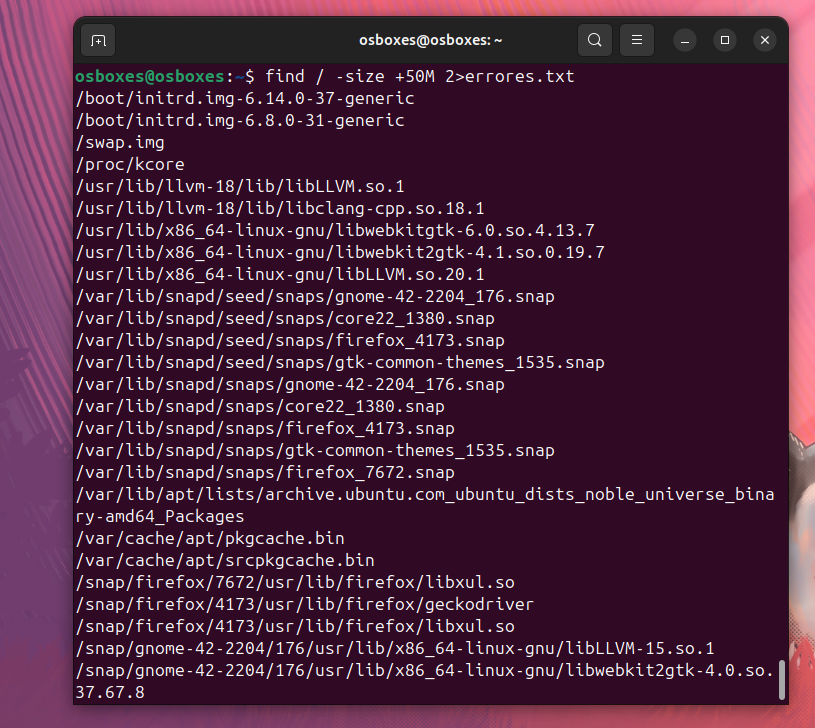 osboxes@osboxes: ~
osboxes@osboxes:~$ find / -size +50M 2>errores.txt
/boot/initrd.img-6.14.0-37-generic
/boot/initrd.img-6.8.0-31-generic
/swap.img
/proc/kcore
/usr/lib/llvm-18/lib/libLLVM.so.1
/usr/lib/llvm-18/lib/libclang-cpp.so.18.1
/usr/lib/x86_64-linux-gnu/libwebkitgtk-6.0.so.4.13.7
/usr/lib/x86_64-linux-gnu/libwebkit2gtk-4.1.so.0.19.7
/usr/lib/x86_64-linux-gnu/libLLVM.so.20.1
/var/lib/snapd/seed/snaps/gnome-42-2204_176.snap
/var/lib/snapd/seed/snaps/core22_1380.snap
/var/lib/snapd/seed/snaps/firefox_4173.snap
/var/lib/snapd/seed/snaps/gtk-common-themes_1535.snap
/var/lib/snapd/snaps/gnome-42-2204_176.snap
/var/lib/snapd/snaps/core22_1380.snap
/var/lib/snapd/snaps/firefox_4173.snap
/var/lib/snapd/snaps/gtk-common-themes_1535.snap
/var/lib/snapd/snaps/firefox_7672.snap
/var/lib/apt/lists/archive.ubuntu.com_ubuntu_dists_noble_universe_bina
ry-amd64_Packages
/var/cache/apt/pkgcache.bin
/var/cache/apt/srcpkgcache.bin
/snap/firefox/7672/usr/lib/firefox/libxul.so
/snap/firefox/4173/usr/lib/firefox/geckodriver
/snap/firefox/4173/usr/lib/firefox/libxul.so
/snap/gnome-42-2204/176/usr/lib/x86_64-linux-gnu/libLLVM-15.so.1
/snap/gnome-42-2204/176/usr/lib/x86_64-linux-gnu/libwebkit2gtk-4.0.so.
37.67.8